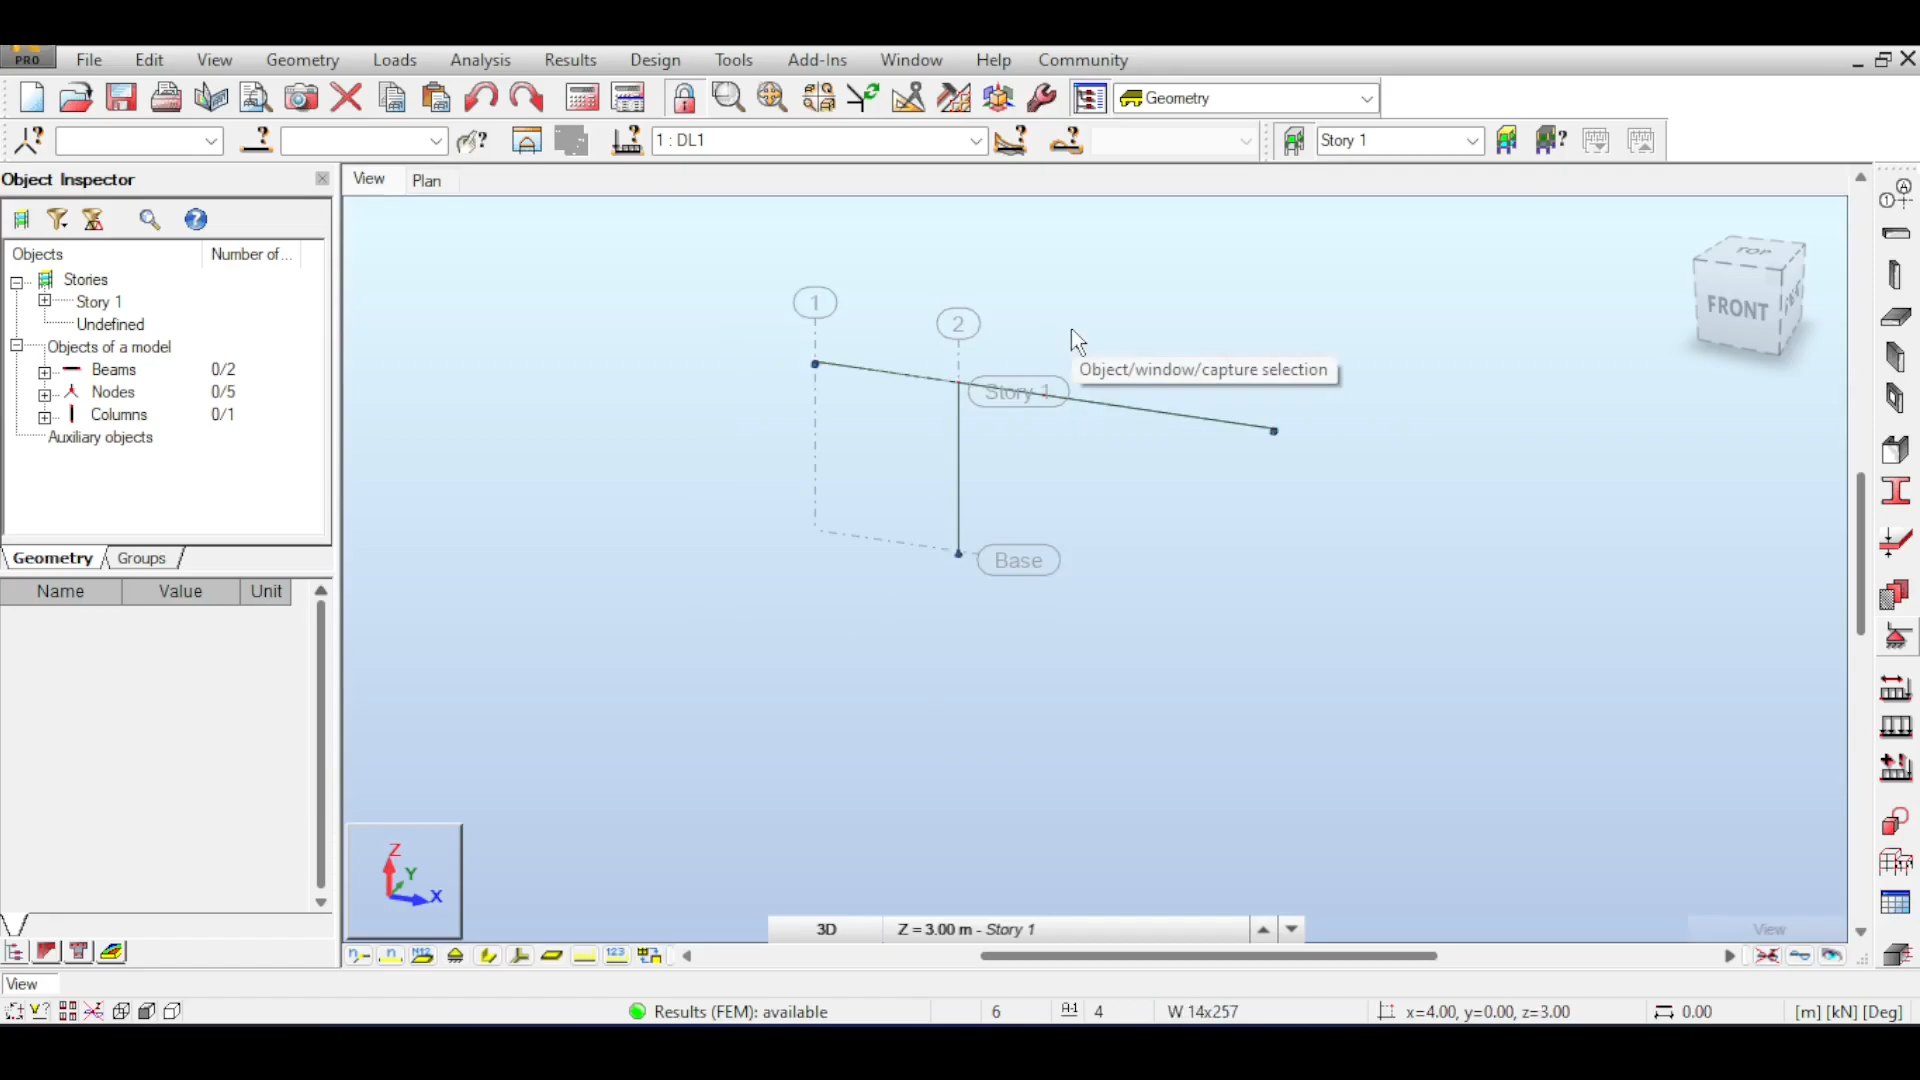 PRO
File Edit View Geometry Loads Analysis Results Design Tools Add-Ins Window Help Community
Geometry
1 : DL1
Story 1
Object Inspector
View Plan
Objects Number of...
Stories
Story 1
Undefined
Objects of a model
Beams 0/2
Nodes 0/5
Columns 0/1
Auxiliary objects
Geometry Groups
Name Value Unit
1
2
Object/window/capture selection
Story 1
Base
TOP
FRONT
Z
Y
X
3D Z = 3.00 m - Story 1
View
View
Results (FEM): available 6 4 W 14x257 x=4.00, y=0.00, z=3.00 0.00 [m] [kN] [Deg]